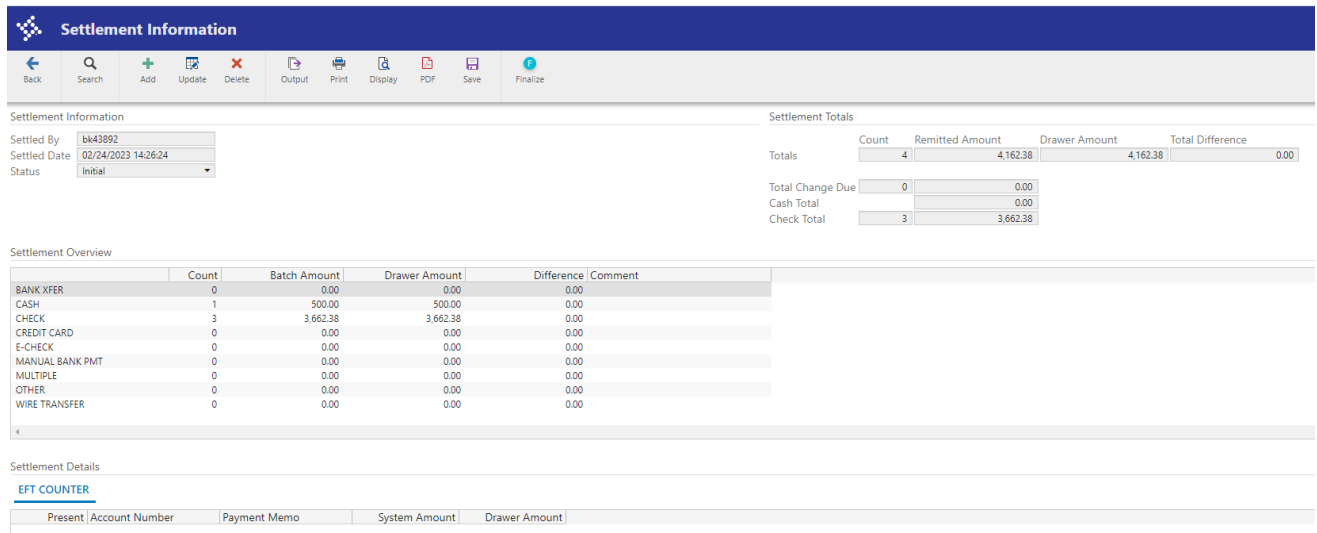 Settlement Information
Back Search Add Update Delete Output Print Display PDF Save F Finalize
Settlement Information
Settled By bk43892
Settled Date 02/24/2023 14:26:24
Status Initial
Settlement Totals
Count Remitted Amount Drawer Amount Total Difference
Totals 4 4,162.38 4,162.38 0.00
Total Change Due 0 0.00
Cash Total 0.00
Check Total 3 3,662.38
Settlement Overview
Count Batch Amount Drawer Amount Difference Comment
BANK XFER 0 0.00 0.00 0.00
CASH 1 500.00 500.00 0.00
CHECK 3 3,662.38 3,662.38 0.00
CREDIT CARD 0 0.00 0.00 0.00
E-CHECK 0 0.00 0.00 0.00
MANUAL BANK PMT 0 0.00 0.00 0.00
MULTIPLE 0 0.00 0.00 0.00
OTHER 0 0.00 0.00 0.00
WIRE TRANSFER 0 0.00 0.00 0.00
Settlement Details
EFT COUNTER
Present Account Number Payment Memo System Amount Drawer Amount